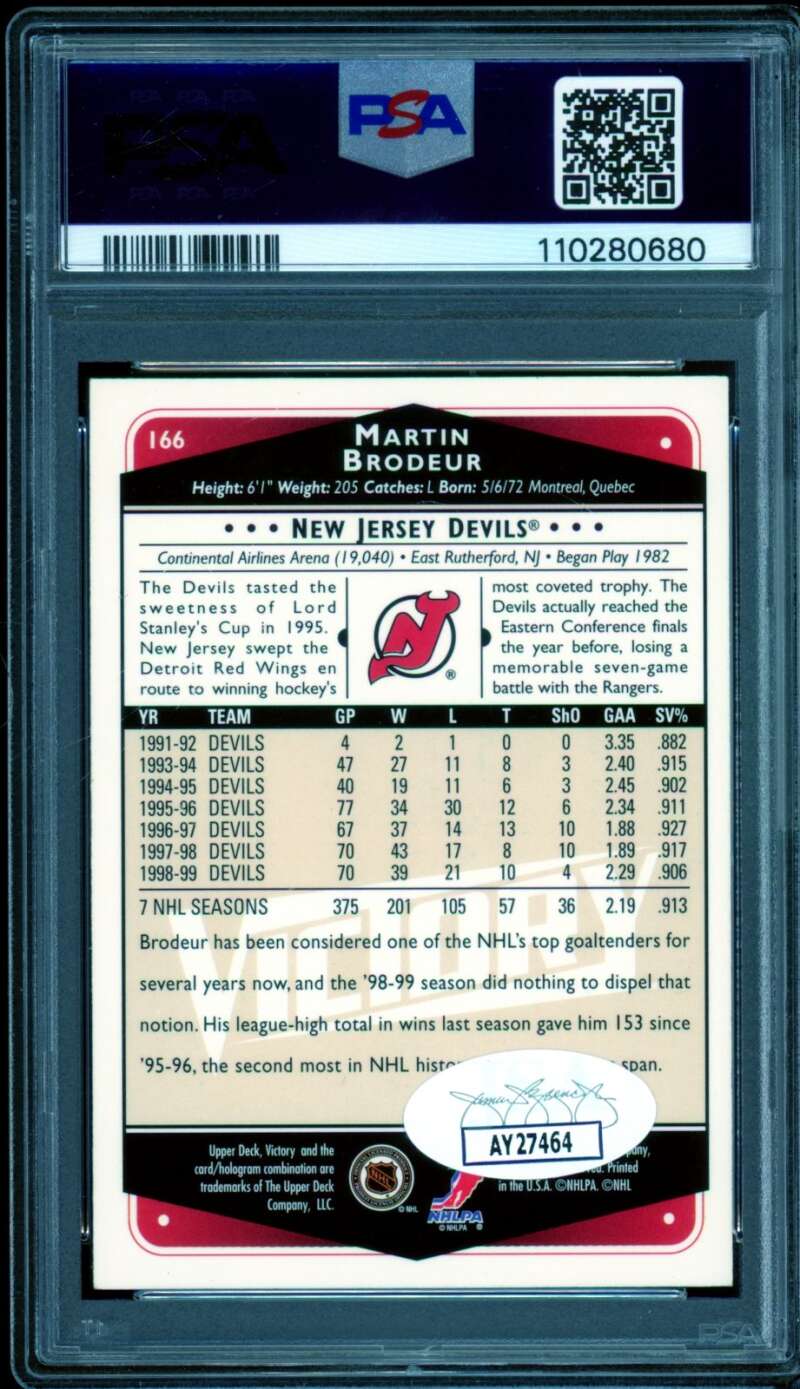 PSA
110280680
166
MARTIN
BRODEUR
Height: 6'1" Weight: 205 Catches: L Born: 5/6/72 Montreal, Quebec
• • • NEW JERSEY DEVILS® • • •
Continental Airlines Arena (19,040) • East Rutherford, NJ • Began Play 1982
The Devils tasted the
sweetness of Lord
Stanley's Cup in 1995.
New Jersey swept the
Detroit Red Wings en
route to winning hockey's
most coveted trophy. The
Devils actually reached the
Eastern Conference finals
the year before, losing a
memorable seven-game
battle with the Rangers.
YR TEAM GP W L T ShO GAA SV%
1991-92 DEVILS 4 2 1 0 0 3.35 .882
1993-94 DEVILS 47 27 11 8 3 2.40 .915
1994-95 DEVILS 40 19 11 6 3 2.45 .902
1995-96 DEVILS 77 34 30 12 6 2.34 .911
1996-97 DEVILS 67 37 14 13 10 1.88 .927
1997-98 DEVILS 70 43 17 8 10 1.89 .917
1998-99 DEVILS 70 39 21 10 4 2.29 .906
7 NHL SEASONS 375 201 105 57 36 2.19 .913
VICTORY
Brodeur has been considered one of the NHL's top goaltenders for
several years now, and the '98-99 season did nothing to dispel that
notion. His league-high total in wins last season gave him 153 since
'95-96, the second most in NHL span.
AY27464
Upper Deck, Victory and the
card/hologram combination are
trademarks of The Upper Deck
Company, LLC.
NHL
© NHL
NHLPA
© NHLPA ®
Printed
in the U.S.A. ©NHLPA. ©NHL
PSA